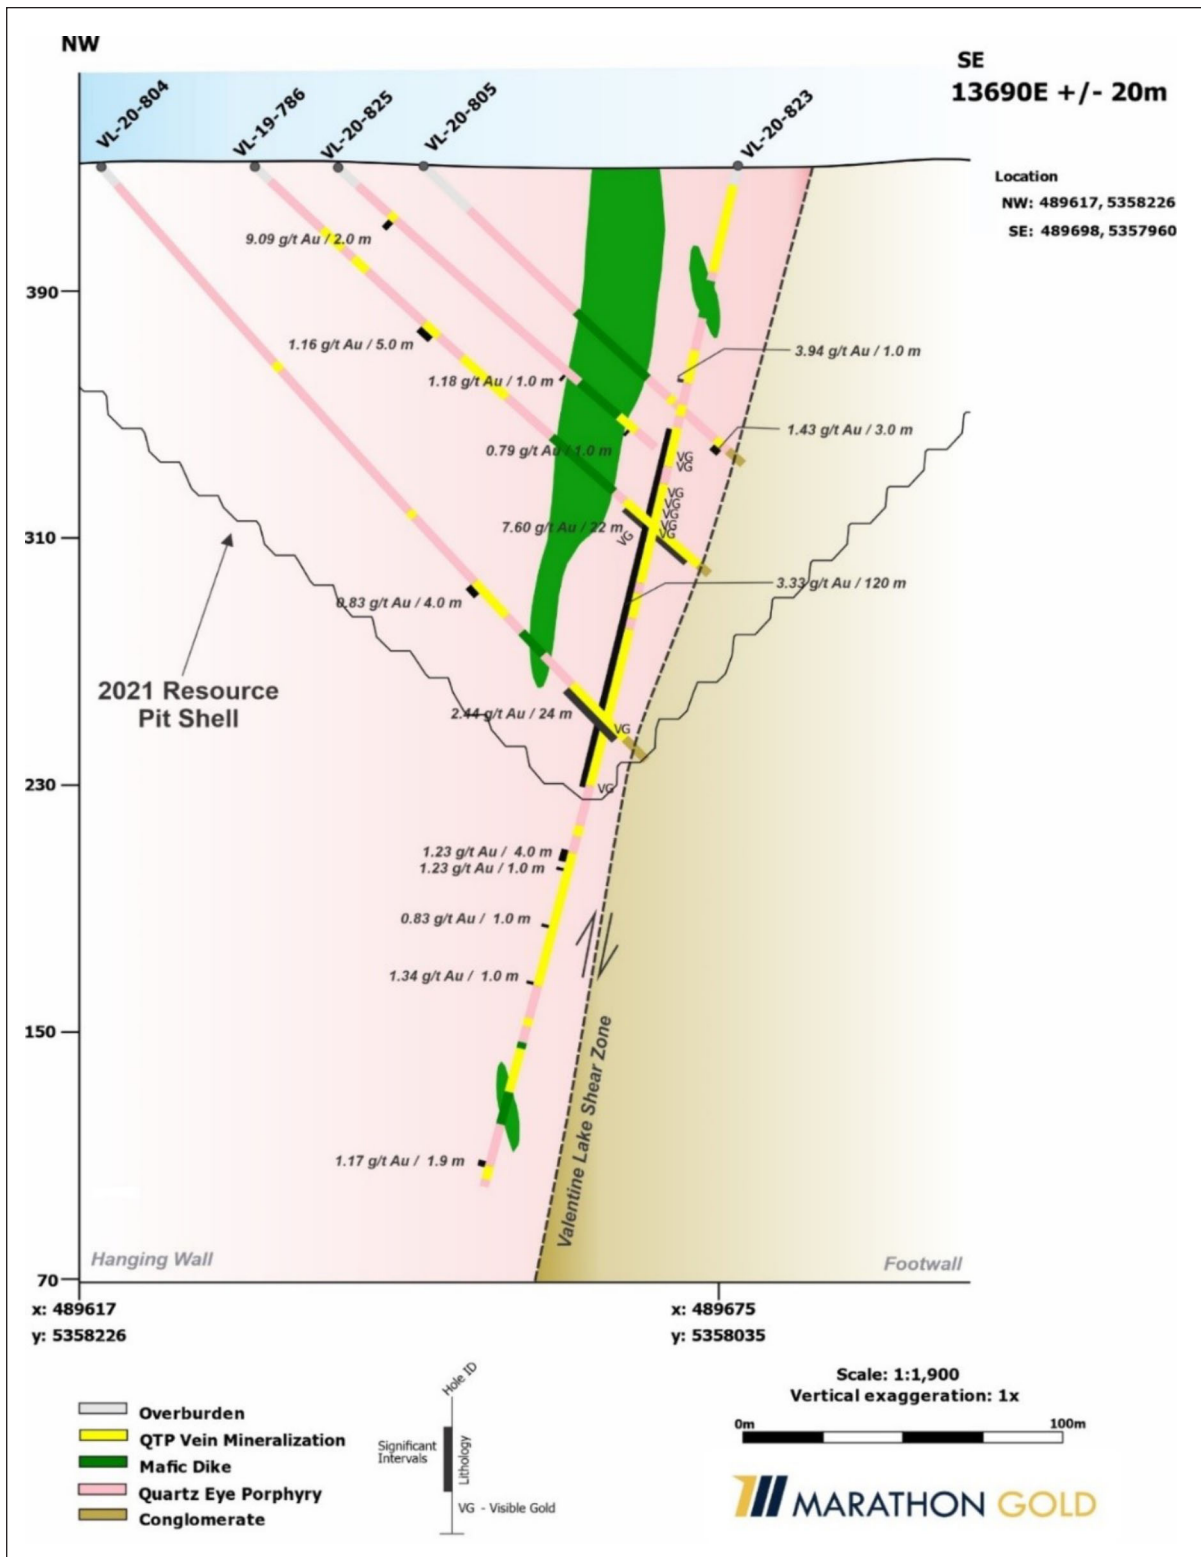 NW
SE
13690E +/- 20m
VL-20-804
VL-19-786
VL-20-825
VL-20-805
VL-20-823
Location
NW: 489617, 5358226
SE: 489698, 5357960
9.09 g/t Au / 2.0 m
390
1.16 g/t Au / 5.0 m
3.94 g/t Au / 1.0 m
1.18 g/t Au / 1.0 m
1.43 g/t Au / 3.0 m
0.79 g/t Au / 1.0 m
VG
VG
VG
VG
VG
VG
VG
7.60 g/t Au / 22 m
VG
310
3.33 g/t Au / 120 m
0.83 g/t Au / 4.0 m
2021 Resource
Pit Shell
2.44 g/t Au / 24 m
VG
230
VG
1.23 g/t Au / 4.0 m
1.23 g/t Au / 1.0 m
0.83 g/t Au / 1.0 m
1.34 g/t Au / 1.0 m
150
Valentine Lake Shear Zone
1.17 g/t Au / 1.9 m
Hanging Wall
Footwall
70
x: 489617
y: 5358226
x: 489675
y: 5358035
Overburden
QTP Vein Mineralization
Mafic Dike
Quartz Eye Porphyry
Conglomerate
Hole ID
Significant
Intervals
Lithology
VG - Visible Gold
Scale: 1:1,900
Vertical exaggeration: 1x
0m
100m
MARATHON GOLD